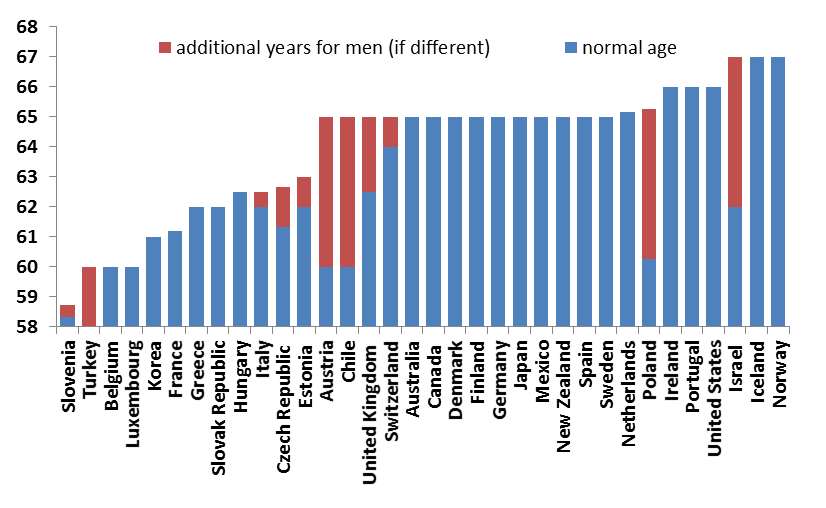 68
67
66
65
64
63
62
61
60
59
58
additional years for men (if different)
normal age
Slovenia
Turkey
Belgium
Luxembourg
Korea
France
Greece
Slovak Republic
Hungary
Italy
Czech Republic
Estonia
Austria
Chile
United Kingdom
Switzerland
Australia
Canada
Denmark
Finland
Germany
Japan
Mexico
New Zealand
Spain
Sweden
Netherlands
Poland
Ireland
Portugal
United States
Israel
Iceland
Norway